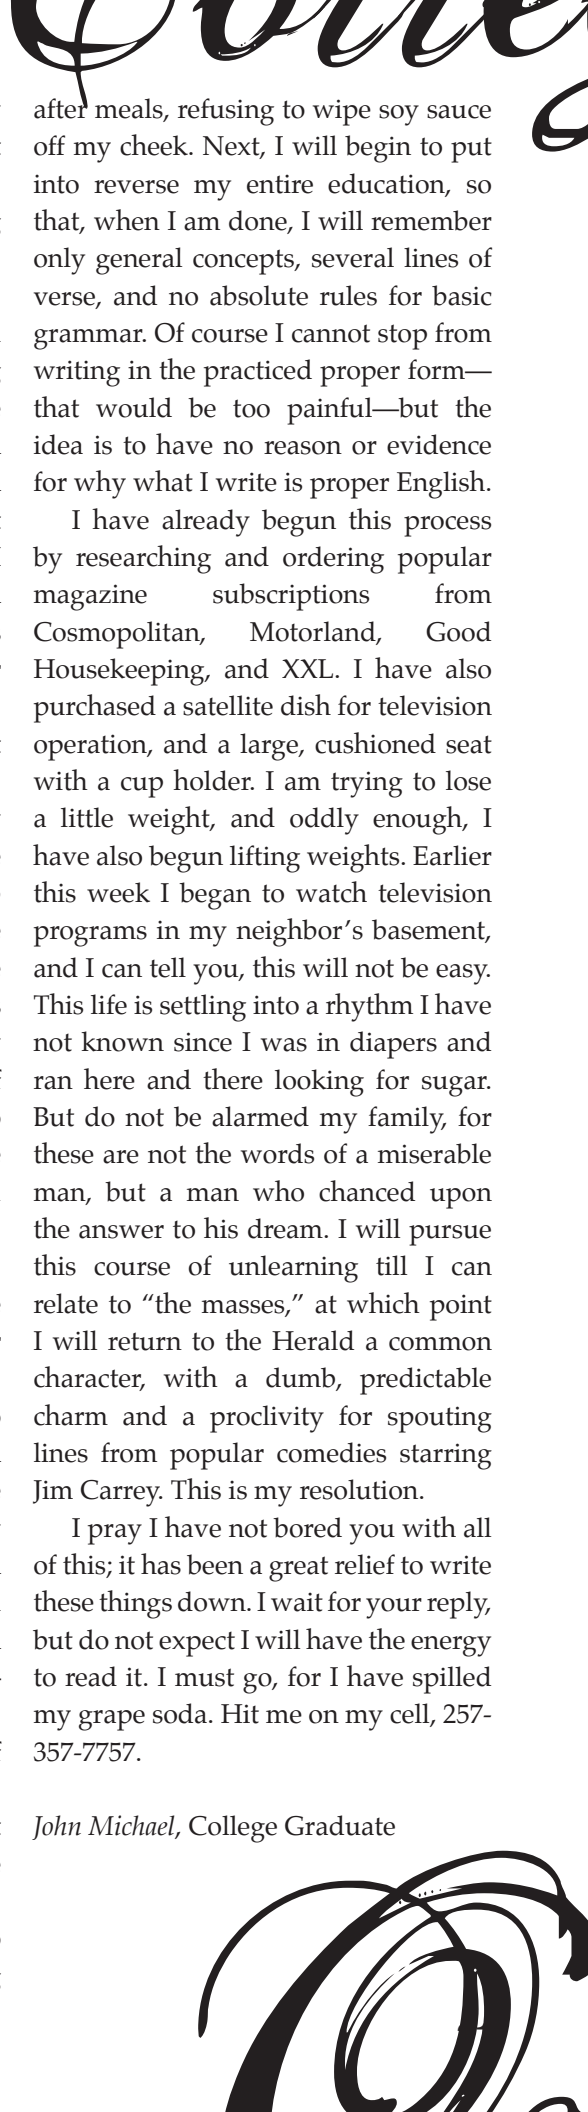 after meals, refusing to wipe soy sauce
off my cheek. Next, I will begin to put
into reverse my entire education, so
that, when I am done, I will remember
only general concepts, several lines of
verse, and no absolute rules for basic
grammar. Of course I cannot stop from
writing in the practiced proper form—
that would be too painful—but the
idea is to have no reason or evidence
for why what I write is proper English.
I have already begun this process
by researching and ordering popular
magazine subscriptions from
Cosmopolitan, Motorland, Good
Housekeeping, and XXL. I have also
purchased a satellite dish for television
operation, and a large, cushioned seat
with a cup holder. I am trying to lose
a little weight, and oddly enough, I
have also begun lifting weights. Earlier
this week I began to watch television
programs in my neighbor's basement,
and I can tell you, this will not be easy.
This life is settling into a rhythm I have
not known since I was in diapers and
ran here and there looking for sugar.
But do not be alarmed my family, for
these are not the words of a miserable
man, but a man who chanced upon
the answer to his dream. I will pursue
this course of unlearning till I can
relate to “the masses,” at which point
I will return to the Herald a common
character, with a dumb, predictable
charm and a proclivity for spouting
lines from popular comedies starring
Jim Carrey. This is my resolution.
I pray I have not bored you with all
of this; it has been a great relief to write
these things down. I wait for your reply,
but do not expect I will have the energy
to read it. I must go, for I have spilled
my grape soda. Hit me on my cell, 257-
357-7757.
John Michael, College Graduate